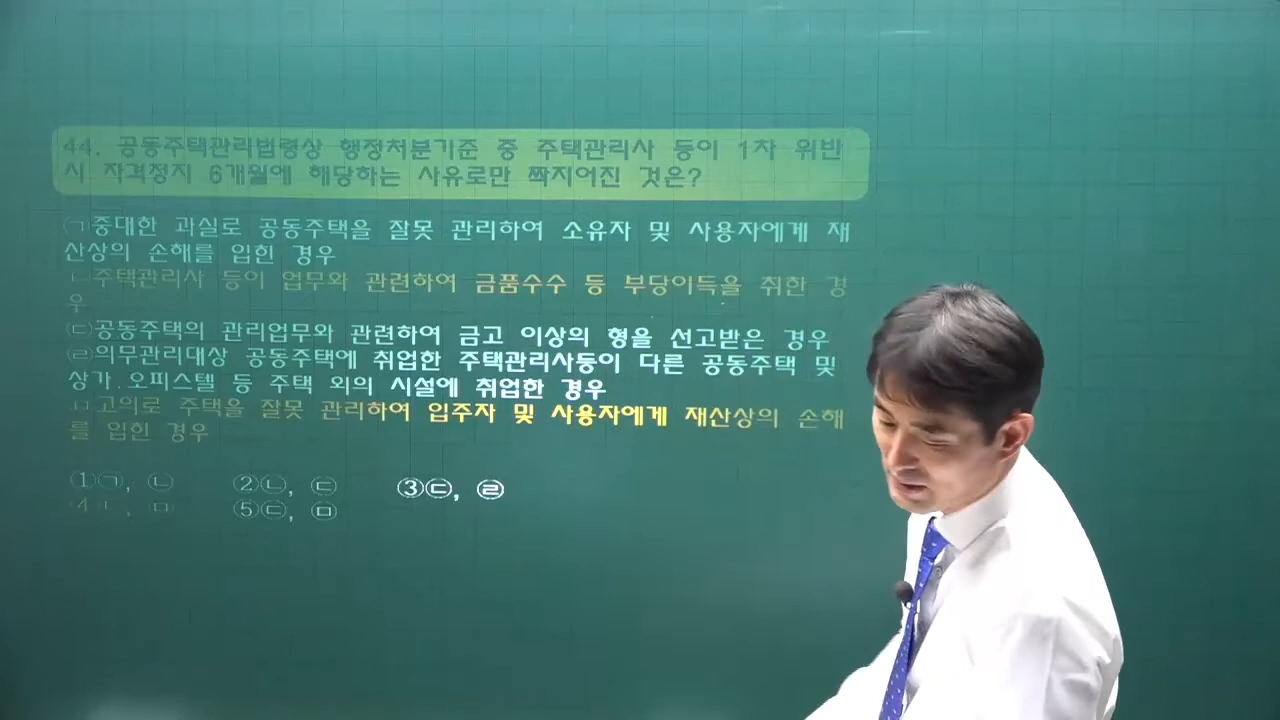 44. 공동주택관리법령상 행정처분기준 중 주택관리사 등이 1차 위반
시 자격정지 6개월에 해당하는 사유로만 짝지어진 것은?
㉠중대한 과실로 공동주택을 잘못 관리하여 소유자 및 사용자에게 재
산상의 손해를 입힌 경우
㉡주택관리사 등이 업무와 관련하여 금품수수 등 부당이득을 취한 경
우
㉢공동주택의 관리업무와 관련하여 금고 이상의 형을 선고받은 경우
㉣의무관리대상 공동주택에 취업한 주택관리사등이 다른 공동주택 및
상가.오피스텔 등 주택 외의 시설에 취업한 경우
㉤고의로 주택을 잘못 관리하여 입주자 및 사용자에게 재산상의 손해
를 입힌 경우
①㉠, ㉡ ②㉡, ㉢ ③㉢, ㉣
④㉡, ㉤ ⑤㉢, ㉤